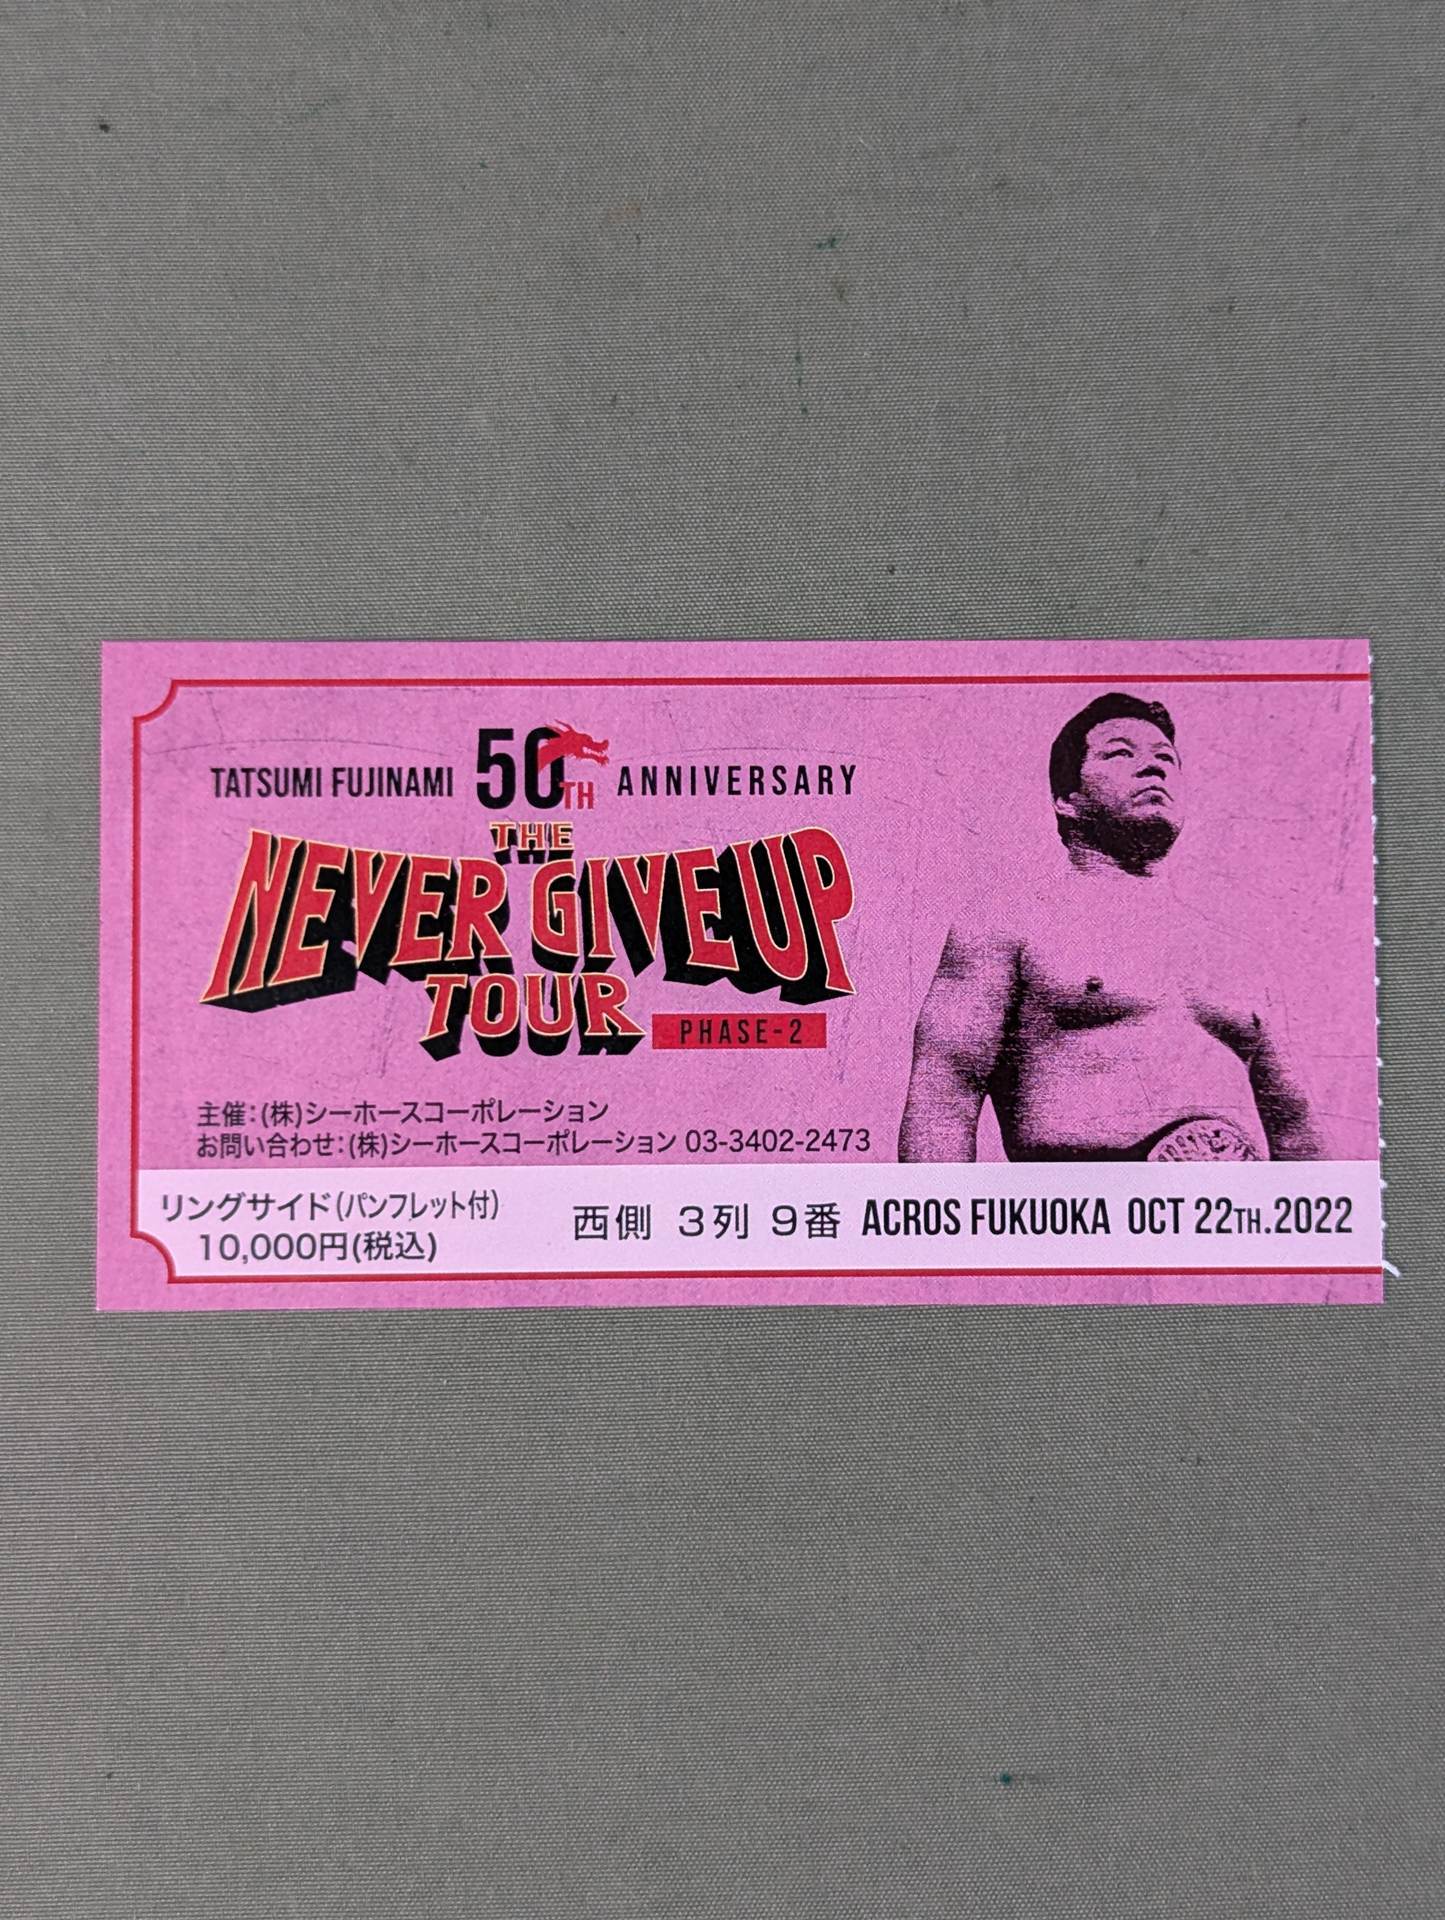 TATSUMI FUJINAMI 50TH ANNIVERSARY
THE
NEVER GIVE UP
TOUR
PHASE-2
主催:(株)シーホースコーポレーション
お問い合わせ:(株)シーホースコーポレーション 03-3402-2473
リングサイド(パンフレット付)
10,000円(税込)
西側 3列 9番 ACROS FUKUOKA OCT 22TH.2022